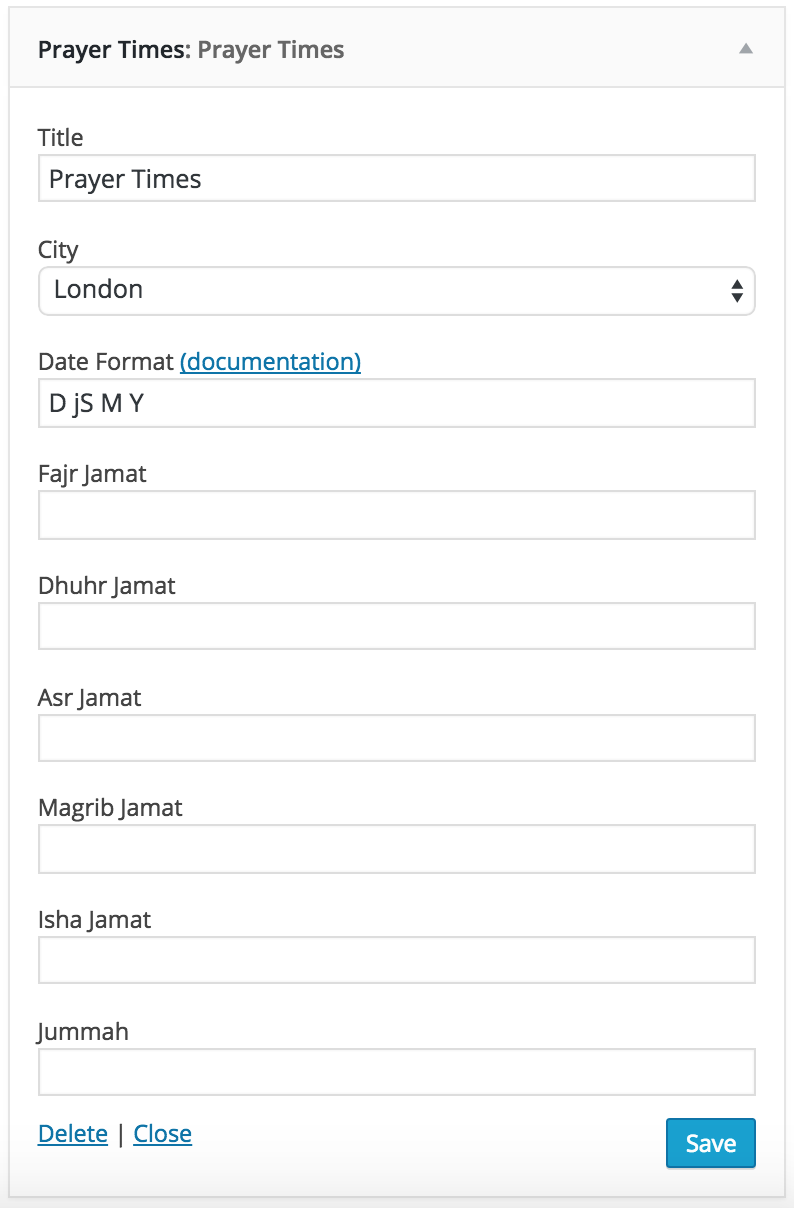 Prayer Times: Prayer Times
Title
Prayer Times
City
London
Date Format (documentation)
D jS M Y
Fajr Jamat
Dhuhr Jamat
Asr Jamat
Magrib Jamat
Isha Jamat
Jummah
Delete | Close
Save